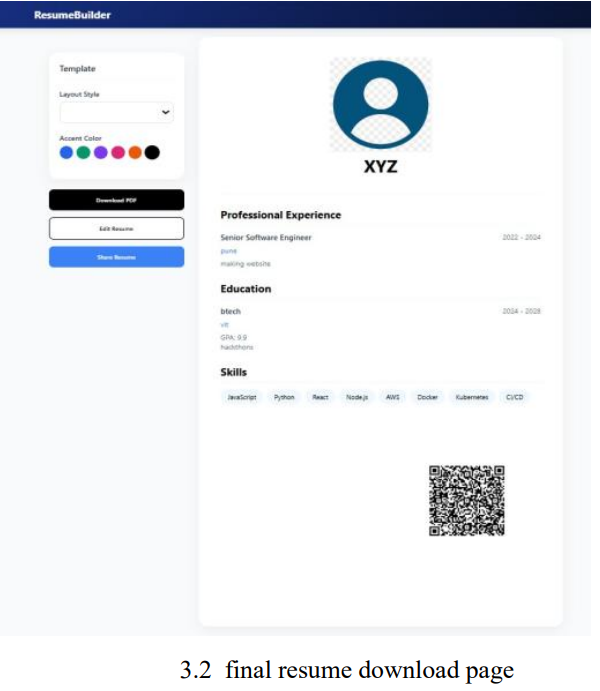 ResumeBuilder
Template
Layout Style
Accent Color
Download PDF
Edit Resume
Share Resume
XYZ
Professional Experience
Senior Software Engineer 2022 - 2024
pune
making website
Education
btech 2024 - 2028
vit
GPA: 9.9
hackthons
Skills
JavaScript Python React Node.js AWS Docker Kubernetes CI/CD
3.2 final resume download page